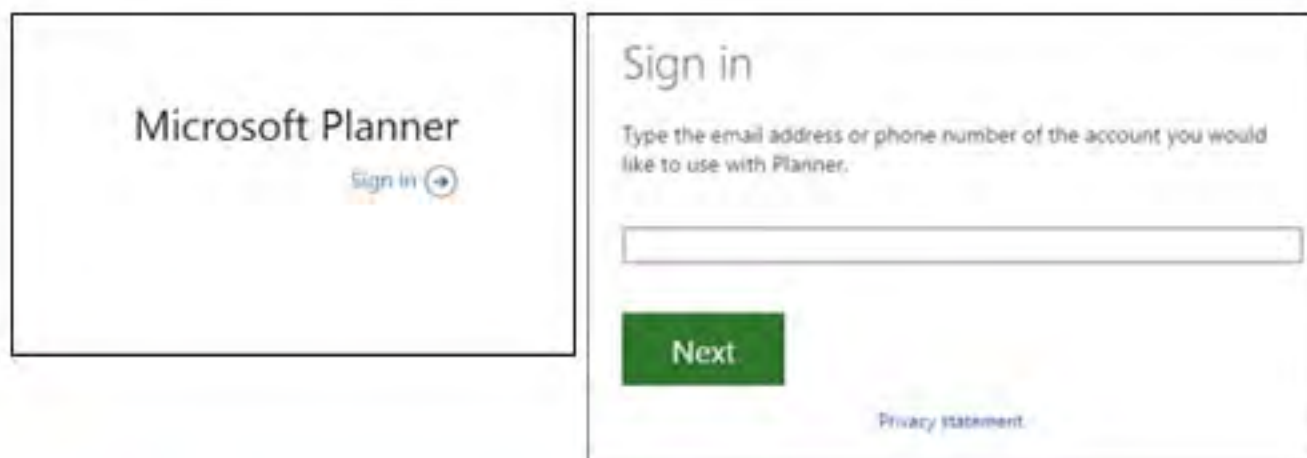 Microsoft Planner
Sign in
Sign in
Type the email address or phone number of the account you would
like to use with Planner.
Next
Privacy statement